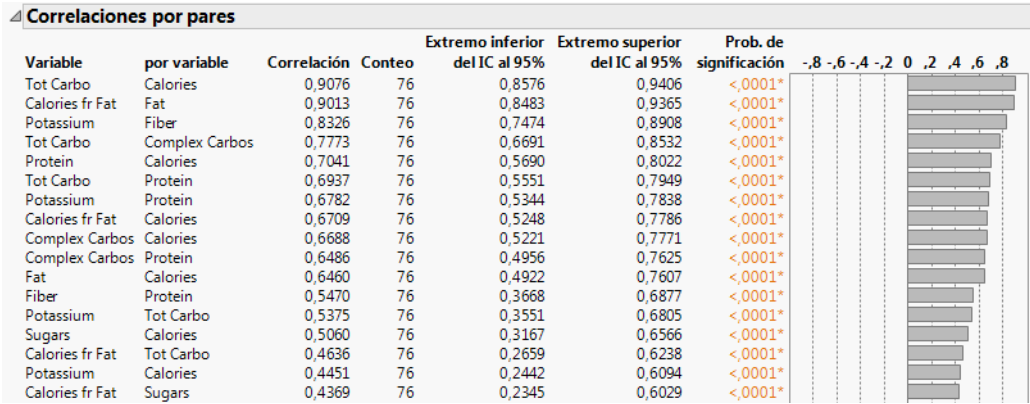 Correlaciones por pares
Extremo inferior Extremo superior Prob. de
Variable por variable Correlación Conteo del IC al 95% del IC al 95% significación -,8 -,6 -,4 -,2 0 ,2 ,4 ,6 ,8
Tot Carbo Calories 0,9076 76 0,8576 0,9406 <,0001*
Calories fr Fat Fat 0,9013 76 0,8483 0,9365 <,0001*
Potassium Fiber 0,8326 76 0,7474 0,8908 <,0001*
Tot Carbo Complex Carbos 0,7773 76 0,6691 0,8532 <,0001*
Protein Calories 0,7041 76 0,5690 0,8022 <,0001*
Tot Carbo Protein 0,6937 76 0,5551 0,7949 <,0001*
Potassium Protein 0,6782 76 0,5344 0,7838 <,0001*
Calories fr Fat Calories 0,6709 76 0,5248 0,7786 <,0001*
Complex Carbos Calories 0,6688 76 0,5221 0,7771 <,0001*
Complex Carbos Protein 0,6486 76 0,4956 0,7625 <,0001*
Fat Calories 0,6460 76 0,4922 0,7607 <,0001*
Fiber Protein 0,5470 76 0,3668 0,6877 <,0001*
Potassium Tot Carbo 0,5375 76 0,3551 0,6805 <,0001*
Sugars Calories 0,5060 76 0,3167 0,6566 <,0001*
Calories fr Fat Tot Carbo 0,4636 76 0,2659 0,6238 <,0001*
Potassium Calories 0,4451 76 0,2442 0,6094 <,0001*
Calories fr Fat Sugars 0,4369 76 0,2345 0,6029 <,0001*